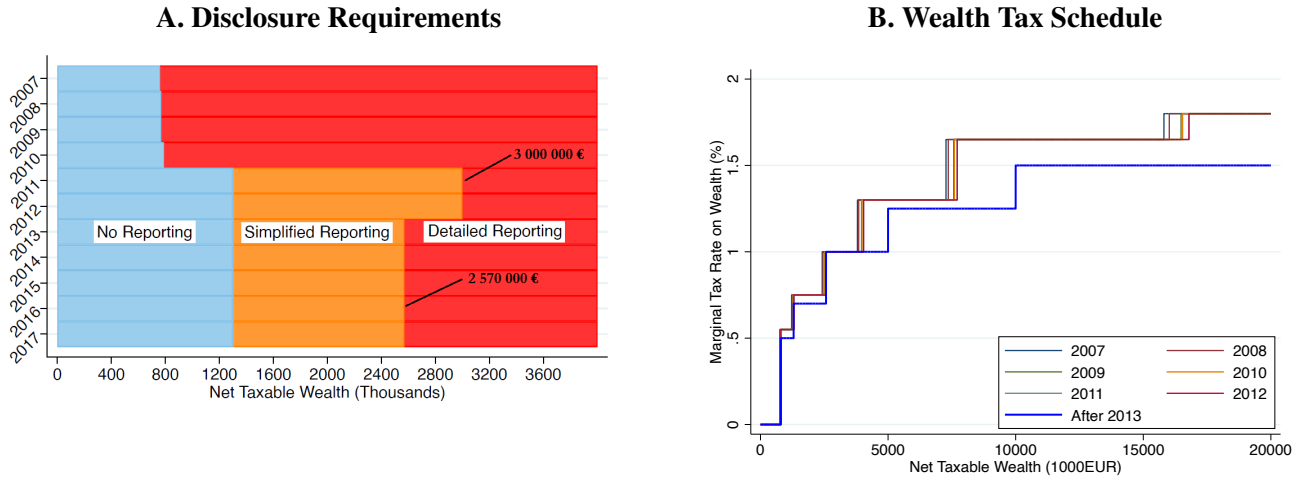 A. Disclosure Requirements
2007
2008
2009
2010
2011
2012
2013
2014
2015
2016
2017
3 000 000 €
No Reporting
Simplified Reporting
Detailed Reporting
2 570 000 €
0 400 800 1200 1600 2000 2400 2800 3200 3600
Net Taxable Wealth (Thousands)
B. Wealth Tax Schedule
Marginal Tax Rate on Wealth (%)
2
1.5
1
.5
0
2007 2008
2009 2010
2011 2012
After 2013
0 5000 10000 15000 20000
Net Taxable Wealth (1000EUR)